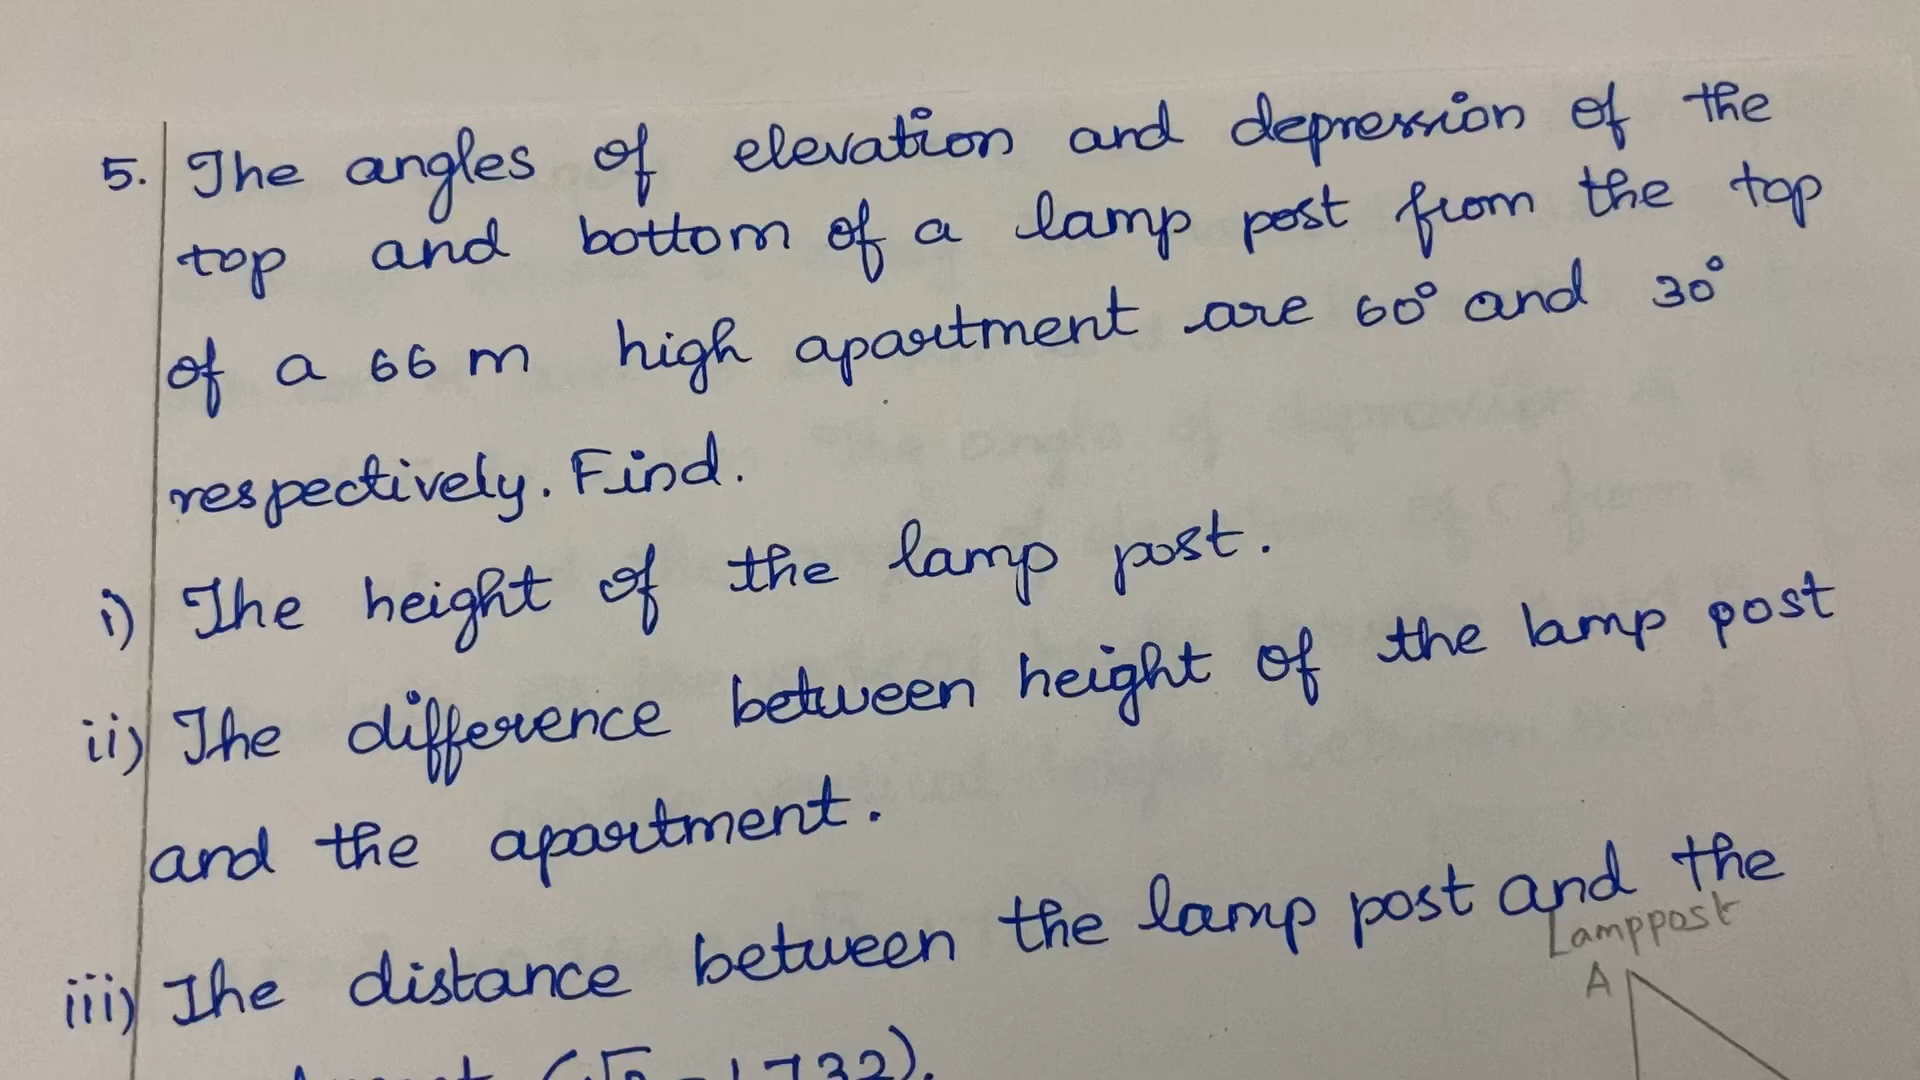 5. The angles of elevation and depression of the
top and bottom of a lamp post from the top
of a 66 m high apartment are 60° and 30°
respectively. Find.
i) The height of the lamp post.
ii) The difference between height of the lamp post
and the apartment.
iii) The distance between the lamp post and the
Lamppost
A
1.732).